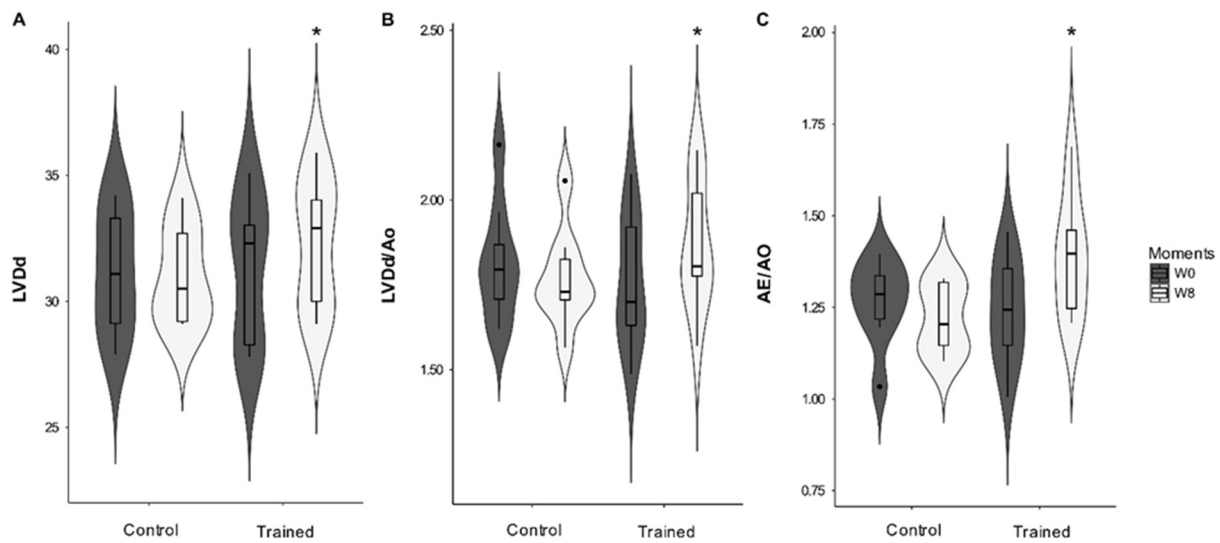 A
LVDd
40
35
30
25
*
Control
Trained
B
LVDd/Ao
2.50
2.00
1.50
*
Control
Trained
C
AE/AO
2.00
1.75
1.50
1.25
1.00
0.75
*
Control
Trained
Moments
W0
W8